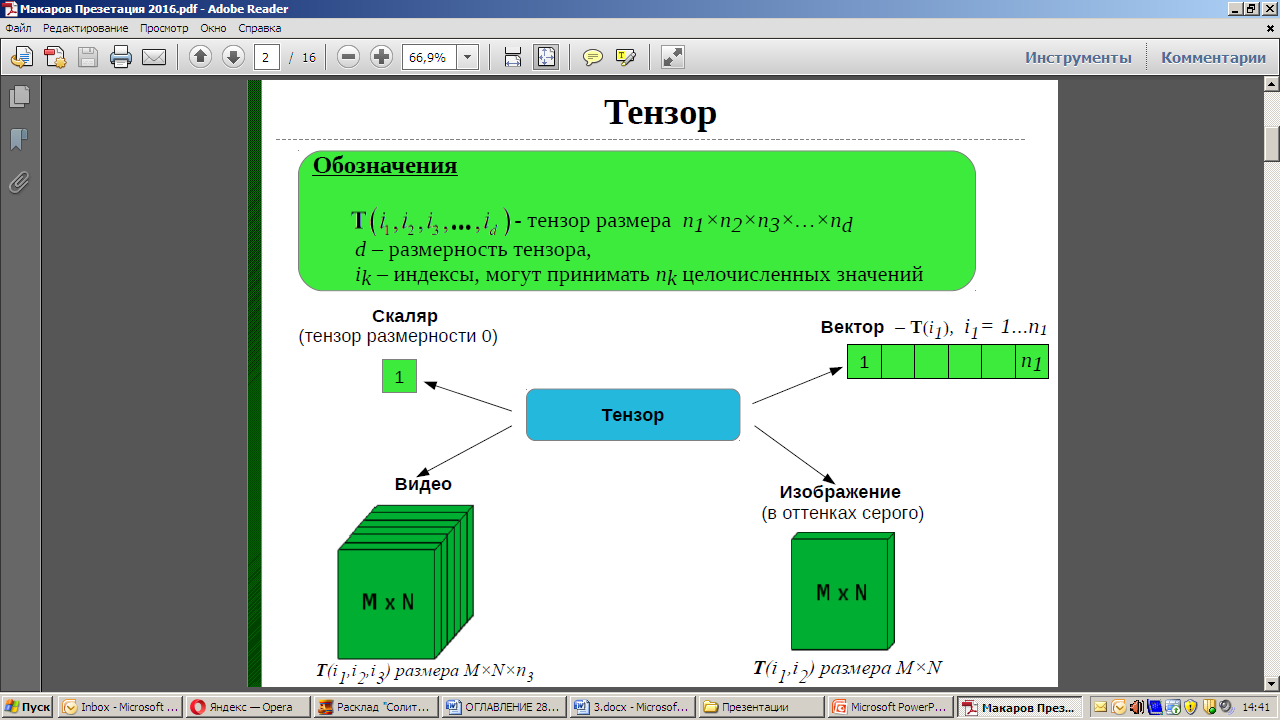 Макаров Презетация 2016.pdf - Adobe Reader
Файл Редактирование Просмотр Окно Справка
2 / 16 66,9% Инструменты Комментарии
Тензор
Обозначения
T(i1,i2,i3,...,id) - тензор размера n1×n2×n3×...×nd
d – размерность тензора,
ik – индексы, могут принимать nk целочисленных значений
Скаляр
(тензор размерности 0)
1
Вектор – T(i1), i1= 1...n1
1 n1
Тензор
Видео
M x N
T(i1,i2,i3) размера M×N×n3
Изображение
(в оттенках серого)
M x N
T(i1,i2) размера M×N
Пуск Inbox - Microsoft ... Яндекс — Opera Расклад "Солит... ОГЛАВЛЕНИЕ 28... 3.docx - Microsof... Презентации Microsoft PowerP... Макаров През... 14:41